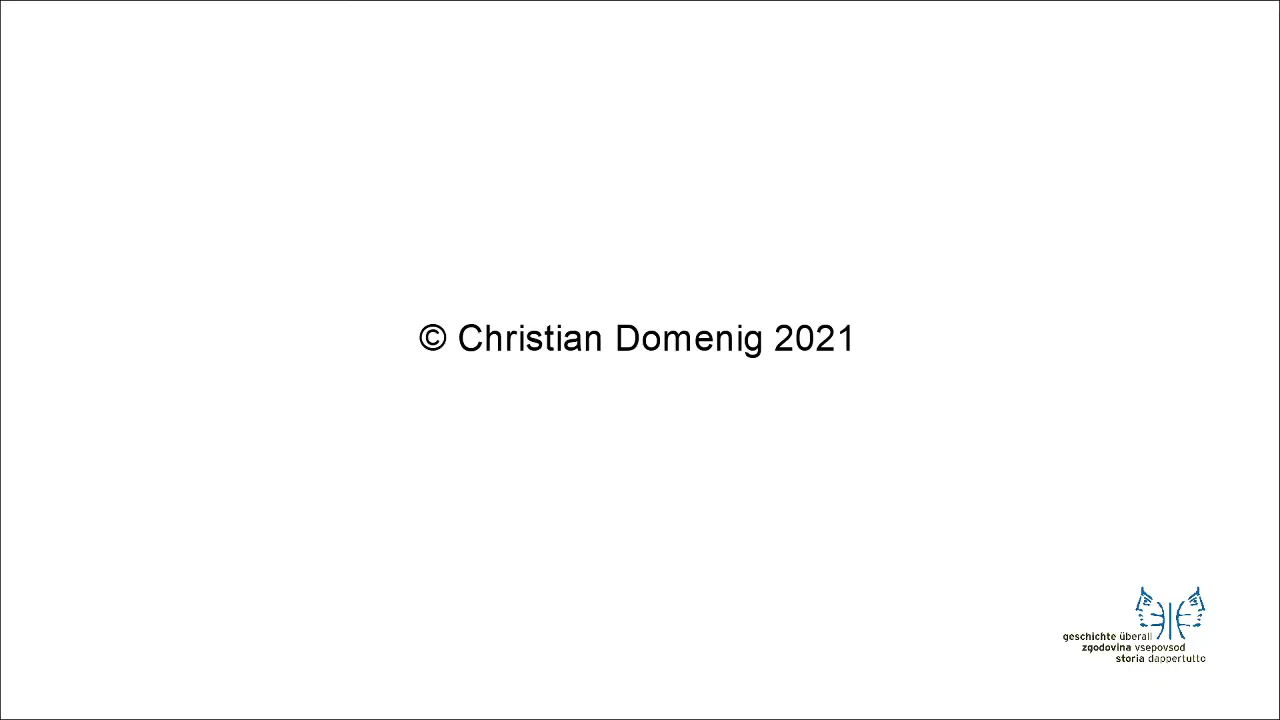 © Christian Domenig 2021
geschichte überall
zgodovina vsepovsod
storia dappertutto